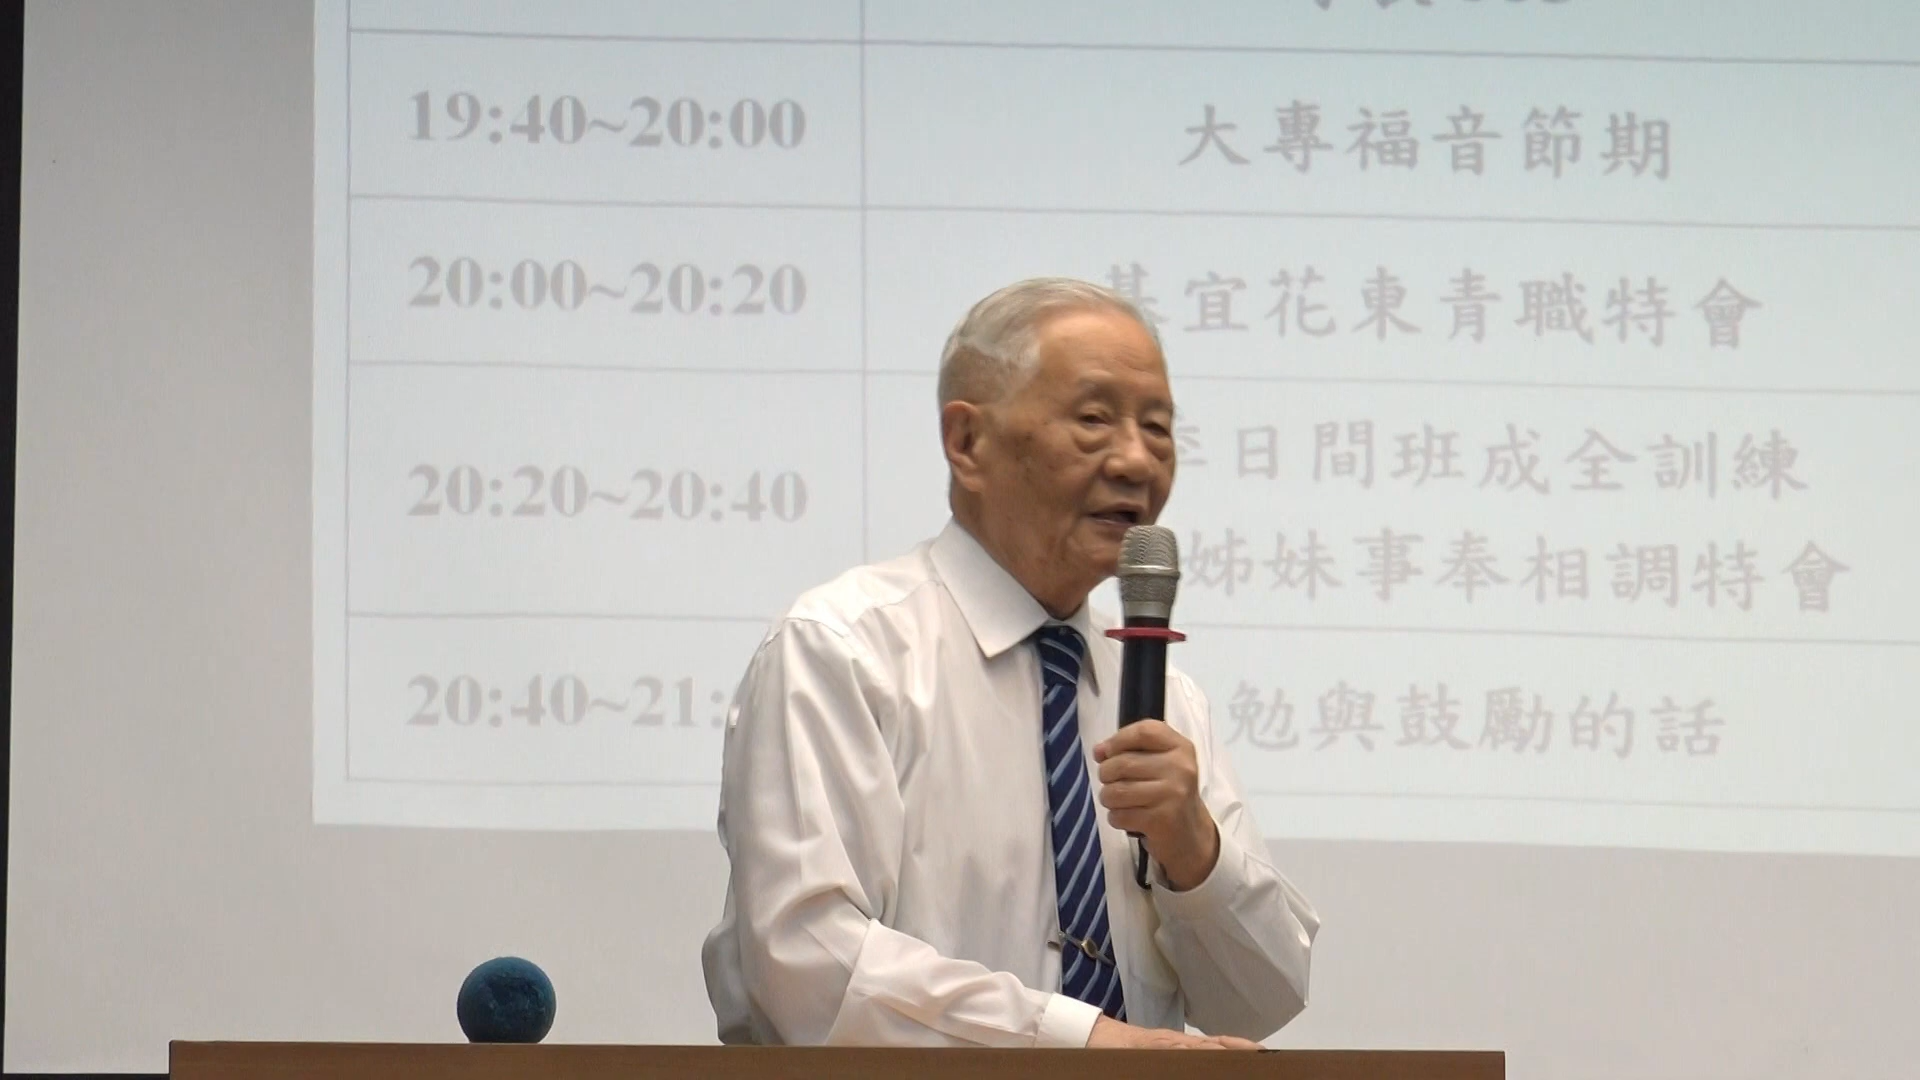 19:40~20:00 大專福音節期
20:00~20:20 基宜花東青職特會
20:20~20:40 日間班成全訓練
姊妹事奉相調特會
20:40~21: 勉與鼓勵的話